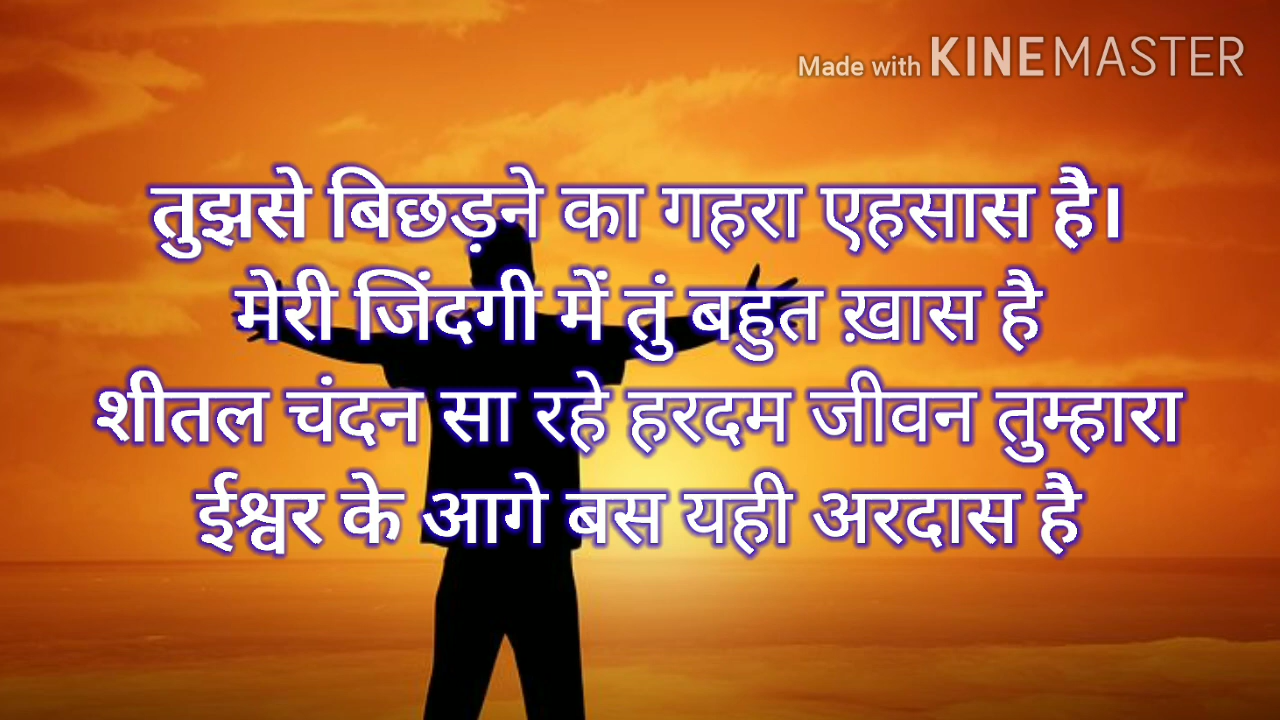 Made with KINEMASTER
तुझसे बिछड़ने का गहरा एहसास है।
मेरी जिंदगी में तुं बहुत ख़ास है
शीतल चंदन सा रहे हरदम जीवन तुम्हारा
ईश्वर के आगे बस यही अरदास है